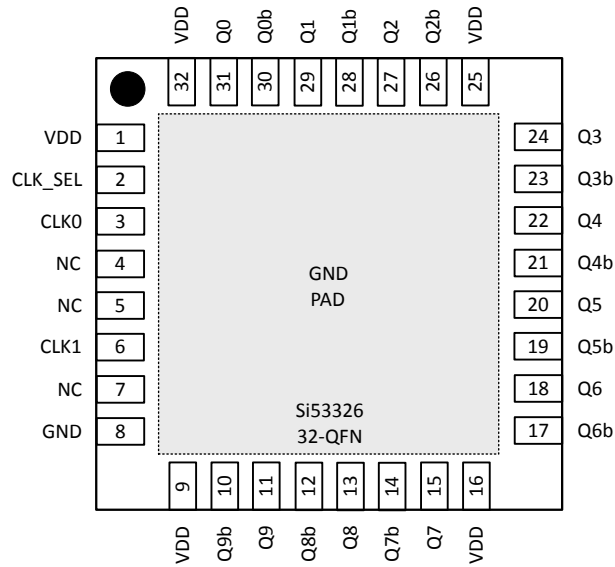 VDD
Q0
Q0b
Q1
Q1b
Q2
Q2b
VDD
32
31
30
29
28
27
26
25
VDD 1
CLK_SEL 2
CLK0 3
NC 4
NC 5
CLK1 6
NC 7
GND 8
24 Q3
23 Q3b
22 Q4
21 Q4b
20 Q5
19 Q5b
18 Q6
17 Q6b
GND
PAD
Si53326
32-QFN
9
10
11
12
13
14
15
16
VDD
Q9b
Q9
Q8b
Q8
Q7b
Q7
VDD